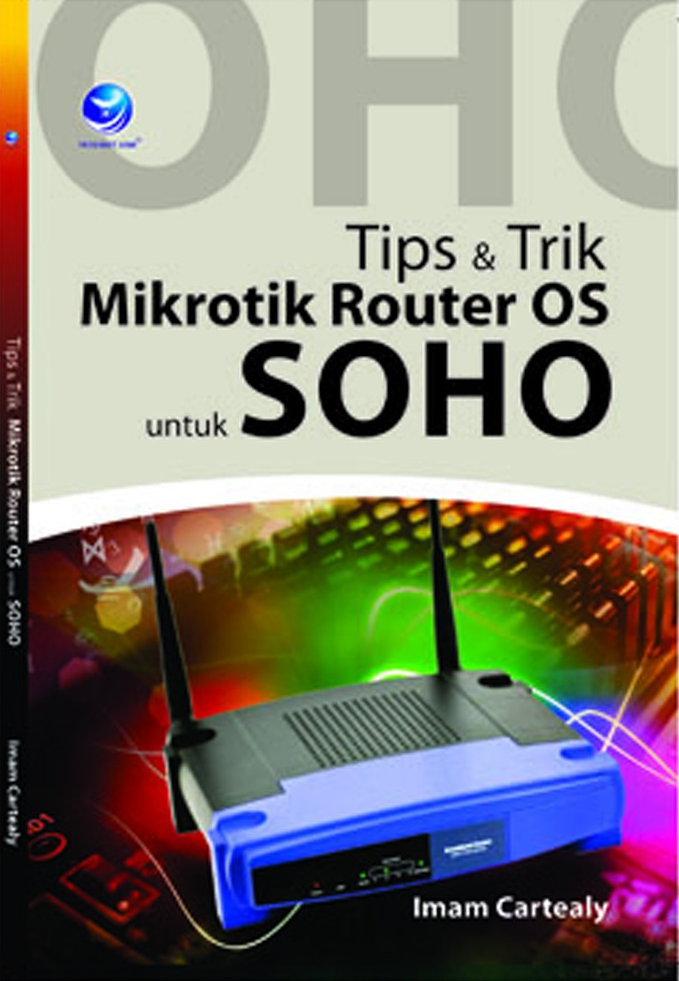 OHO
Tips & Trik
Mikrotik Router OS
untuk SOHO
Imam Cartealy
Tips & Trik Mikrotik Router OS untuk SOHO
Imam Cartealy